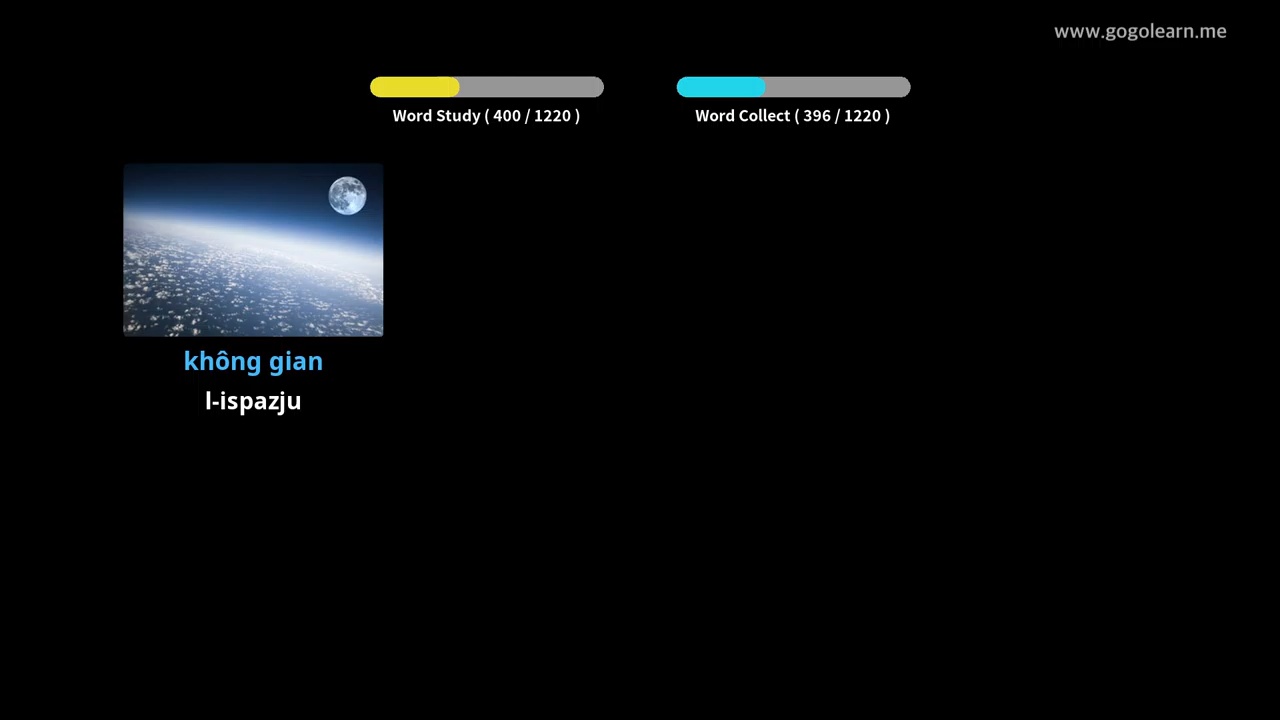 www.gogolearn.me
Word Study ( 400 / 1220 )
Word Collect ( 396 / 1220 )
không gian
l-ispazju